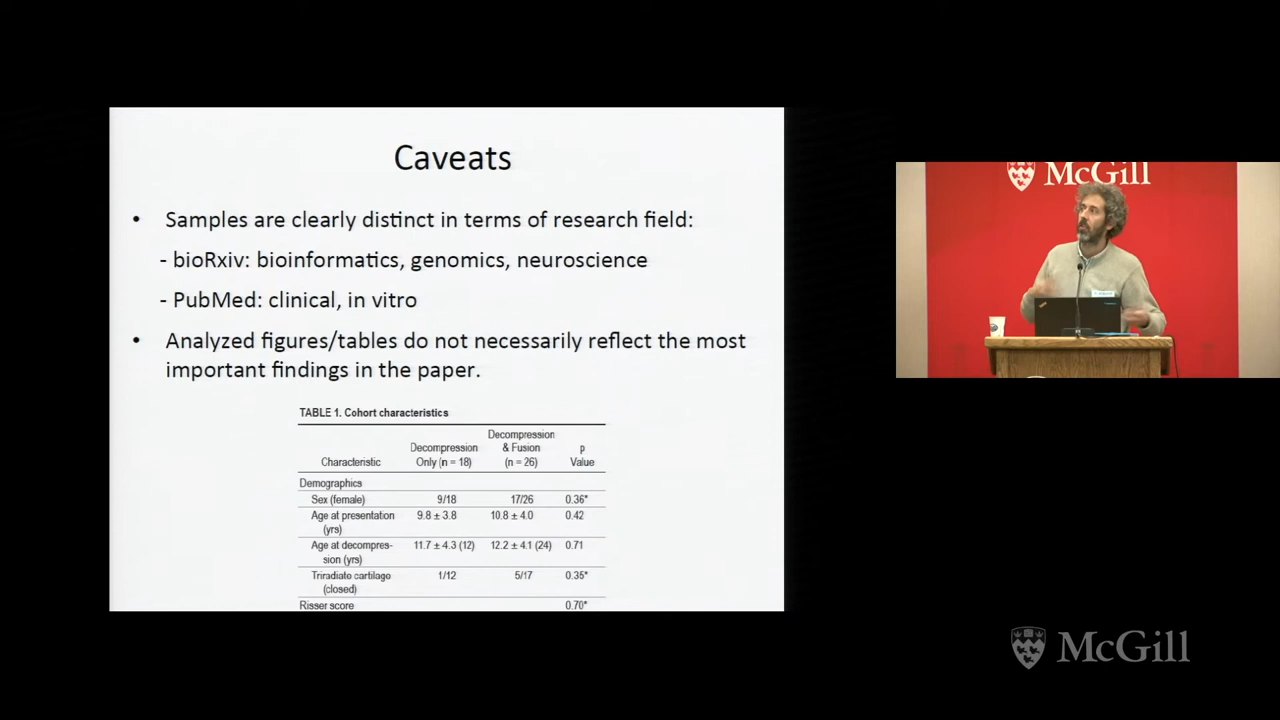 Caveats
• Samples are clearly distinct in terms of research field:
- bioRxiv: bioinformatics, genomics, neuroscience
- PubMed: clinical, in vitro
• Analyzed figures/tables do not necessarily reflect the most
important findings in the paper.
TABLE 1. Cohort characteristics
Characteristic Decompression Only (n = 18) Decompression & Fusion (n = 26) p Value
Demographics
Sex (female) 9/18 17/26 0.36*
Age at presentation (yrs) 9.8 ± 3.8 10.8 ± 4.0 0.42
Age at decompres-
sion (yrs) 11.7 ± 4.3 (12) 12.2 ± 4.1 (24) 0.71
Triradiate cartilage (closed) 1/12 5/17 0.35*
Risser score 0.70*
McGill
McGill